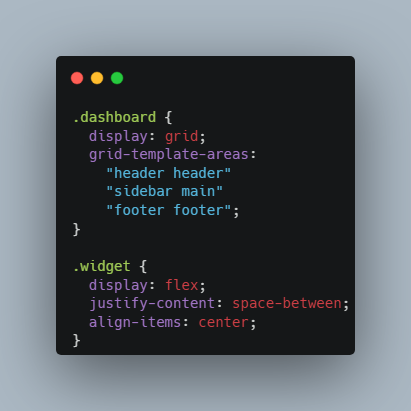 .dashboard {
  display: grid;
  grid-template-areas:
    "header header"
    "sidebar main"
    "footer footer";
}

.widget {
  display: flex;
  justify-content: space-between;
  align-items: center;
}